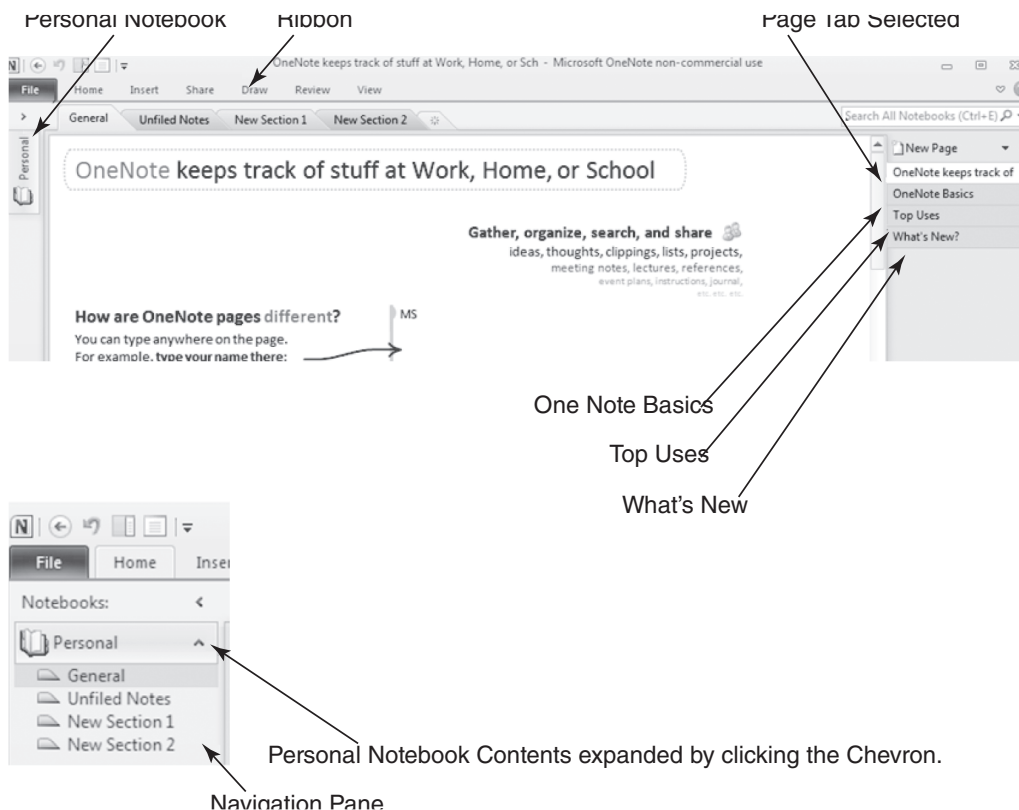 Personal Notebook Ribbon Page Tab Selected
OneNote keeps track of stuff at Work, Home, or Sch - Microsoft OneNote non-commercial use
File Home Insert Share Draw Review View
General Unfiled Notes New Section 1 New Section 2 Search All Notebooks (Ctrl+E)
Personal
New Page
OneNote keeps track of
OneNote Basics
Top Uses
What's New?
OneNote keeps track of stuff at Work, Home, or School
Gather, organize, search, and share
ideas, thoughts, clippings, lists, projects,
meeting notes, lectures, references,
event plans, instructions, journal,
etc. etc. etc.
How are OneNote pages different?
MS
You can type anywhere on the page.
For example, type your name there:
One Note Basics
Top Uses
What's New
N
File Home Inser
Notebooks:
Personal
General
Unfiled Notes
New Section 1
New Section 2
Personal Notebook Contents expanded by clicking the Chevron.
Navigation Pane